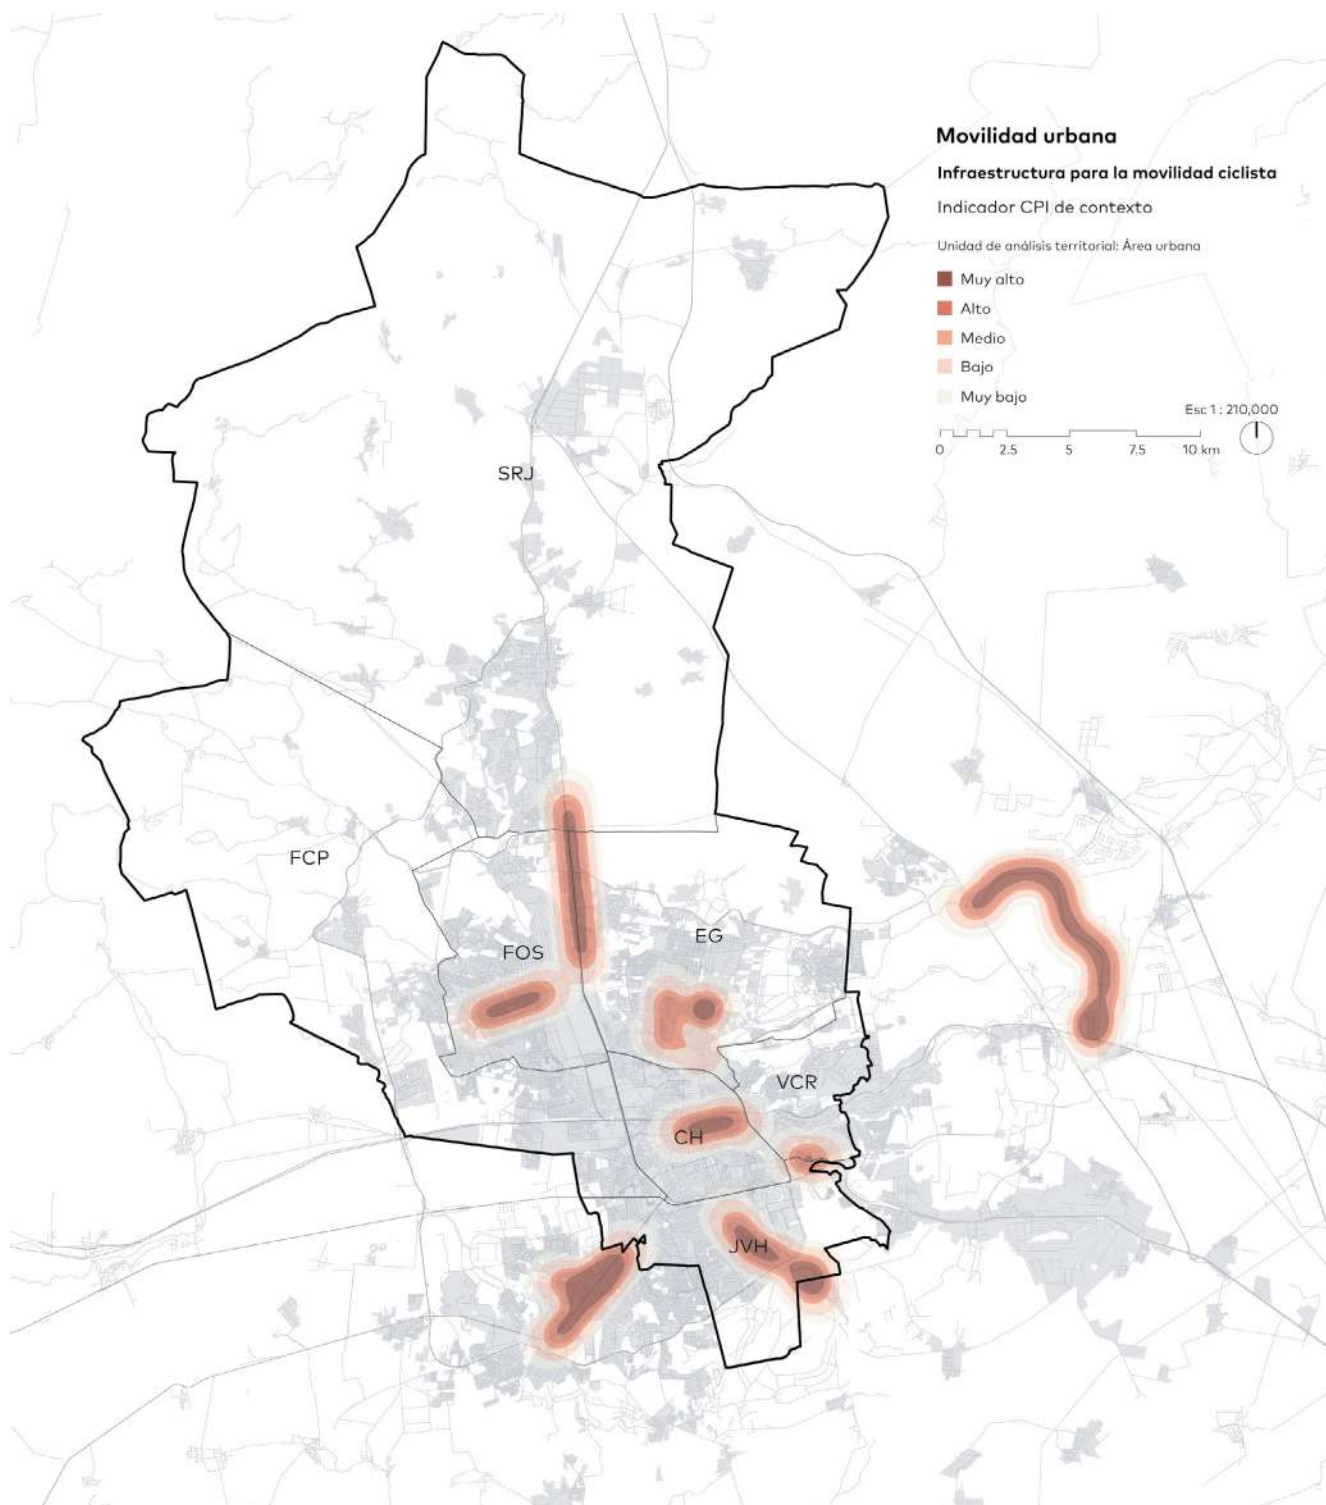 Movilidad urbana
Infraestructura para la movilidad ciclista
Indicador CPI de contexto
Unidad de análisis territorial: Área urbana
Muy alto
Alto
Medio
Bajo
Muy bajo
Esc 1 : 210,000
0 2.5 5 7.5 10 km
SRJ
FCP
FOS
EG
VCR
CH
JVH